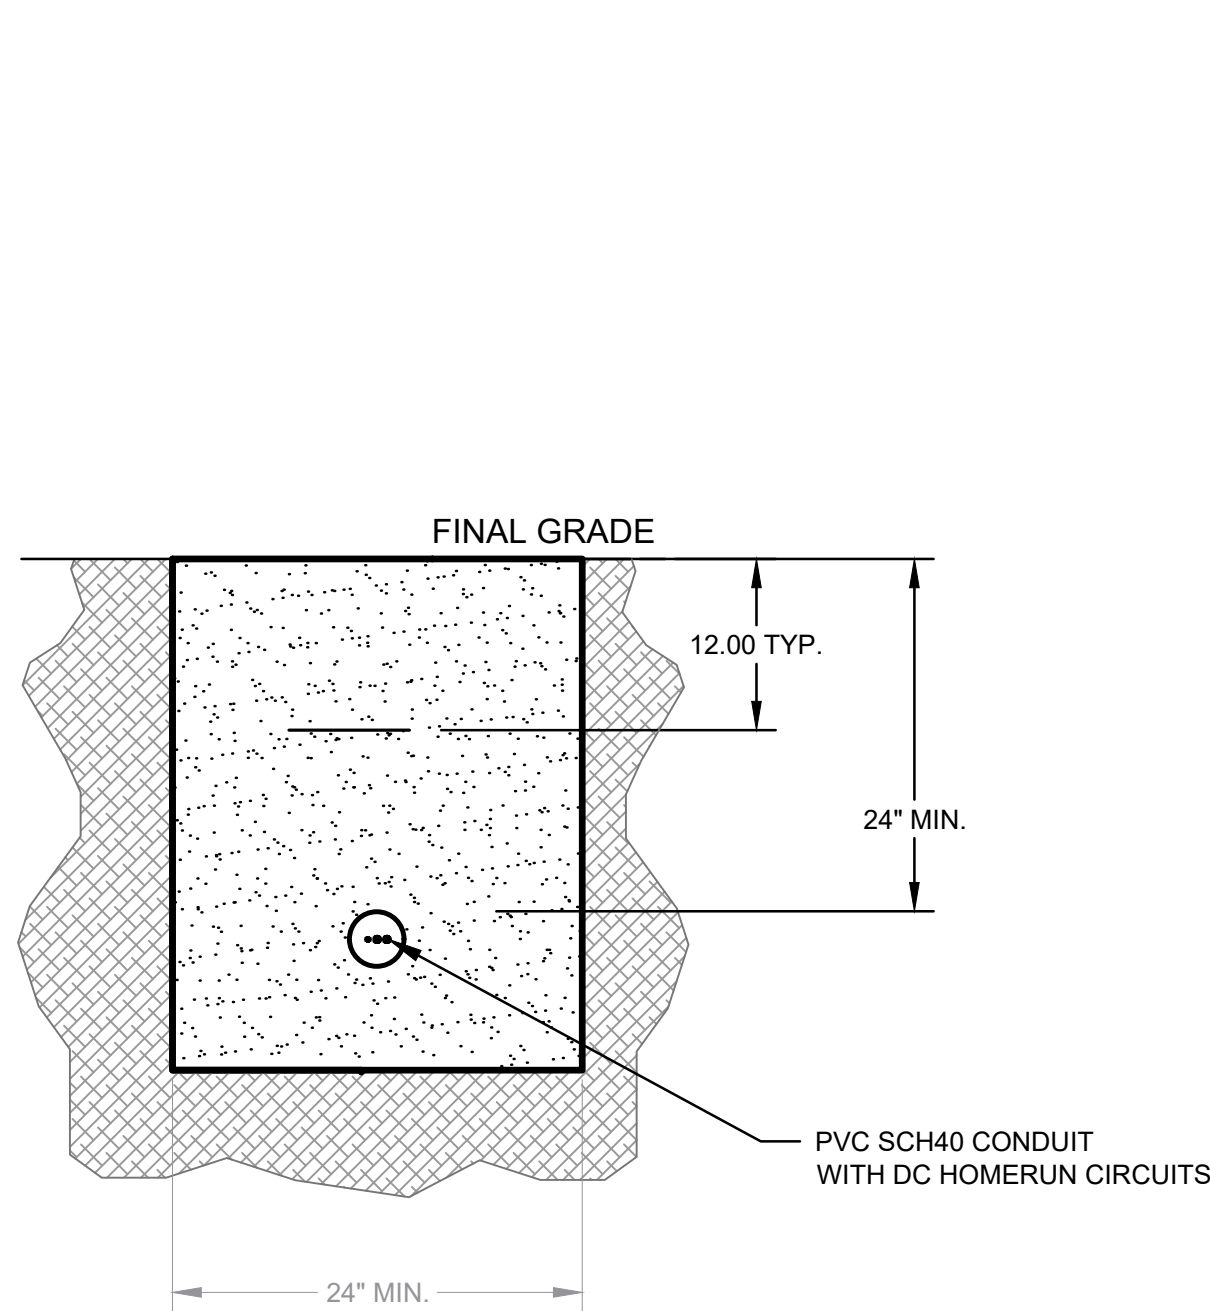 FINAL GRADE
12.00 TYP.
24" MIN.
PVC SCH40 CONDUIT
WITH DC HOMERUN CIRCUITS
24" MIN.